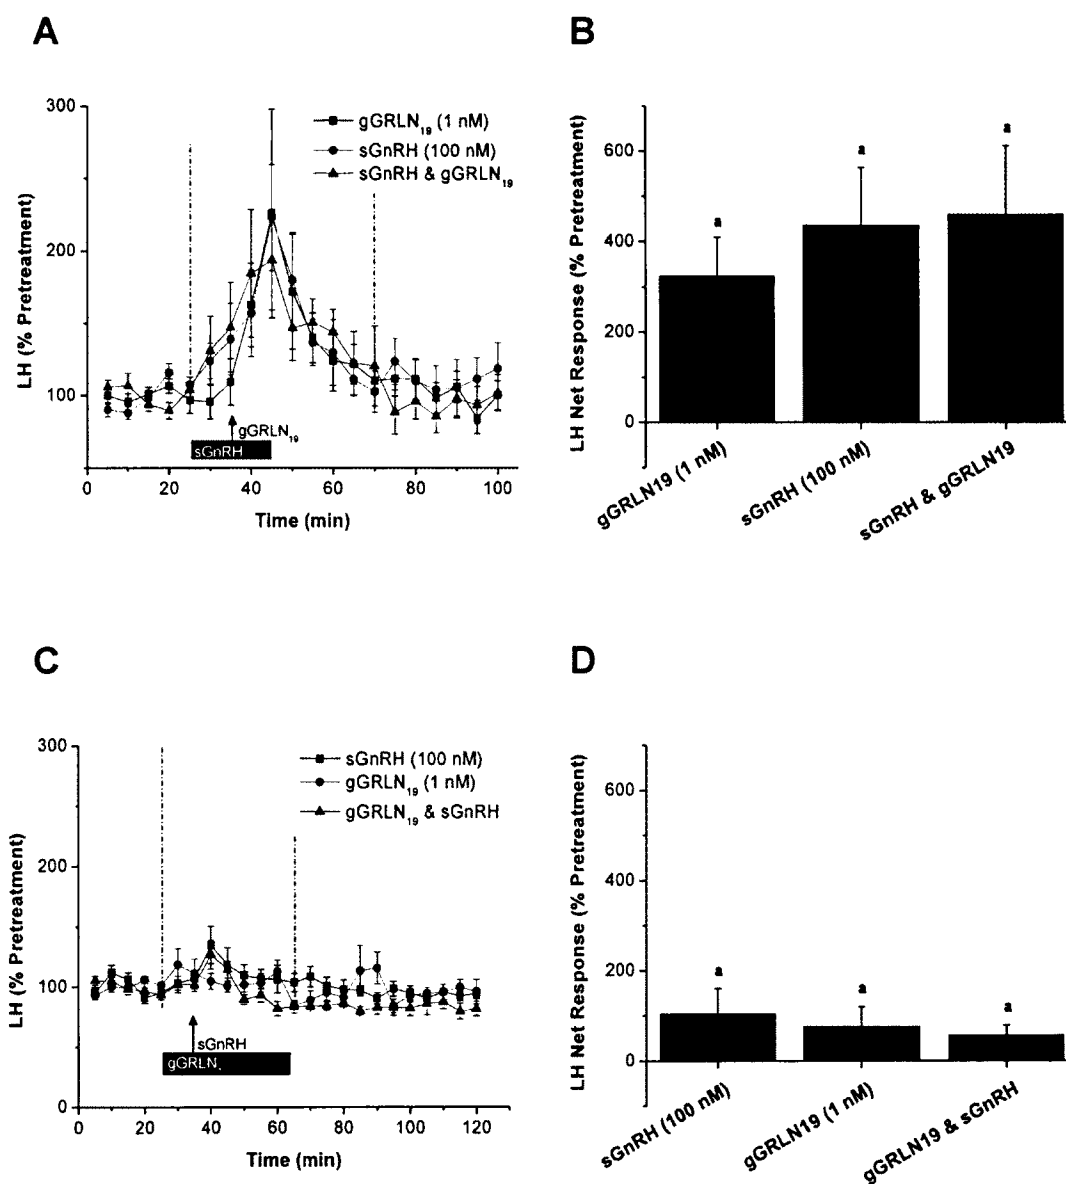 A
B
300
200
100
LH (% Pretreatment)
gGRLN19 (1 nM)
sGnRH (100 nM)
sGnRH & gGRLN19
gGRLN19
sGnRH
0 20 40 60 80 100
Time (min)
600
400
200
0
LH Net Response (% Pretreatment)
a
a
a
gGRLN19 (1 nM)
sGnRH (100 nM)
sGnRH & gGRLN19
C
D
300
200
100
0
LH (% Pretreatment)
sGnRH (100 nM)
gGRLN19 (1 nM)
gGRLN19 & sGnRH
sGnRH
gGRLN
0 20 40 60 80 100 120
Time (min)
600
400
200
0
LH Net Response (% Pretreatment)
a
a
a
sGnRH (100 nM)
gGRLN19 (1 nM)
gGRLN19 & sGnRH